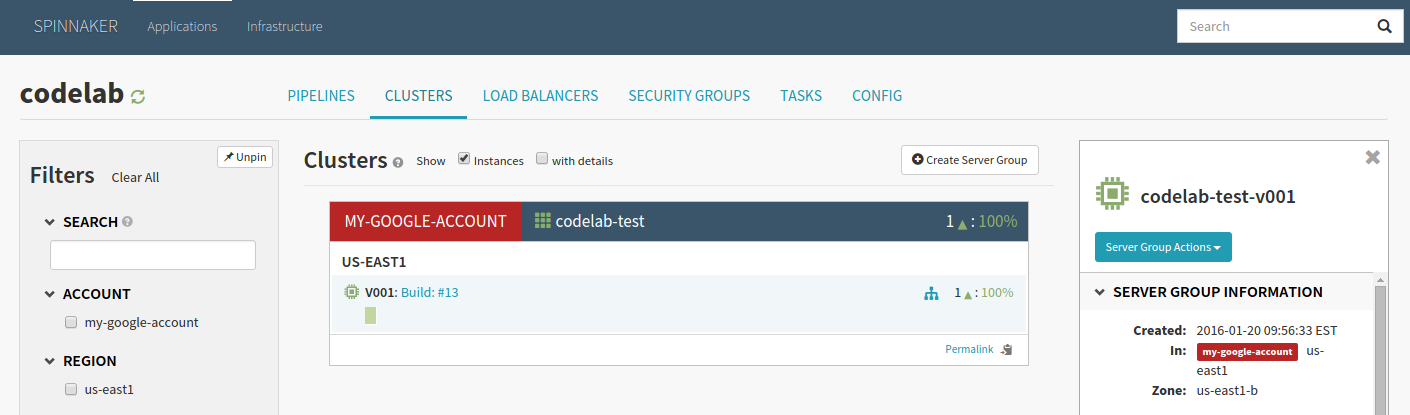 SPINNAKER Applications Infrastructure Search
codelab PIPELINES CLUSTERS LOAD BALANCERS SECURITY GROUPS TASKS CONFIG
Unpin
Filters Clear All
SEARCH
ACCOUNT
my-google-account
REGION
us-east1
Clusters Show Instances with details Create Server Group
MY-GOOGLE-ACCOUNT codelab-test 1 : 100%
US-EAST1
V001: Build: #13 1 : 100%
Permalink
codelab-test-v001
Server Group Actions
SERVER GROUP INFORMATION
Created: 2016-01-20 09:56:33 EST
In: my-google-account us-
east1
Zone: us-east1-b